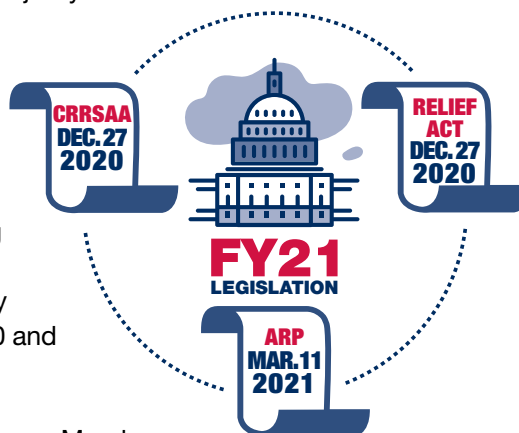 CRRSAA
DEC. 27
2020
RELIEF
ACT
DEC. 27
2020
FY21
LEGISLATION
0 and
ARP
MAR. 11
2021